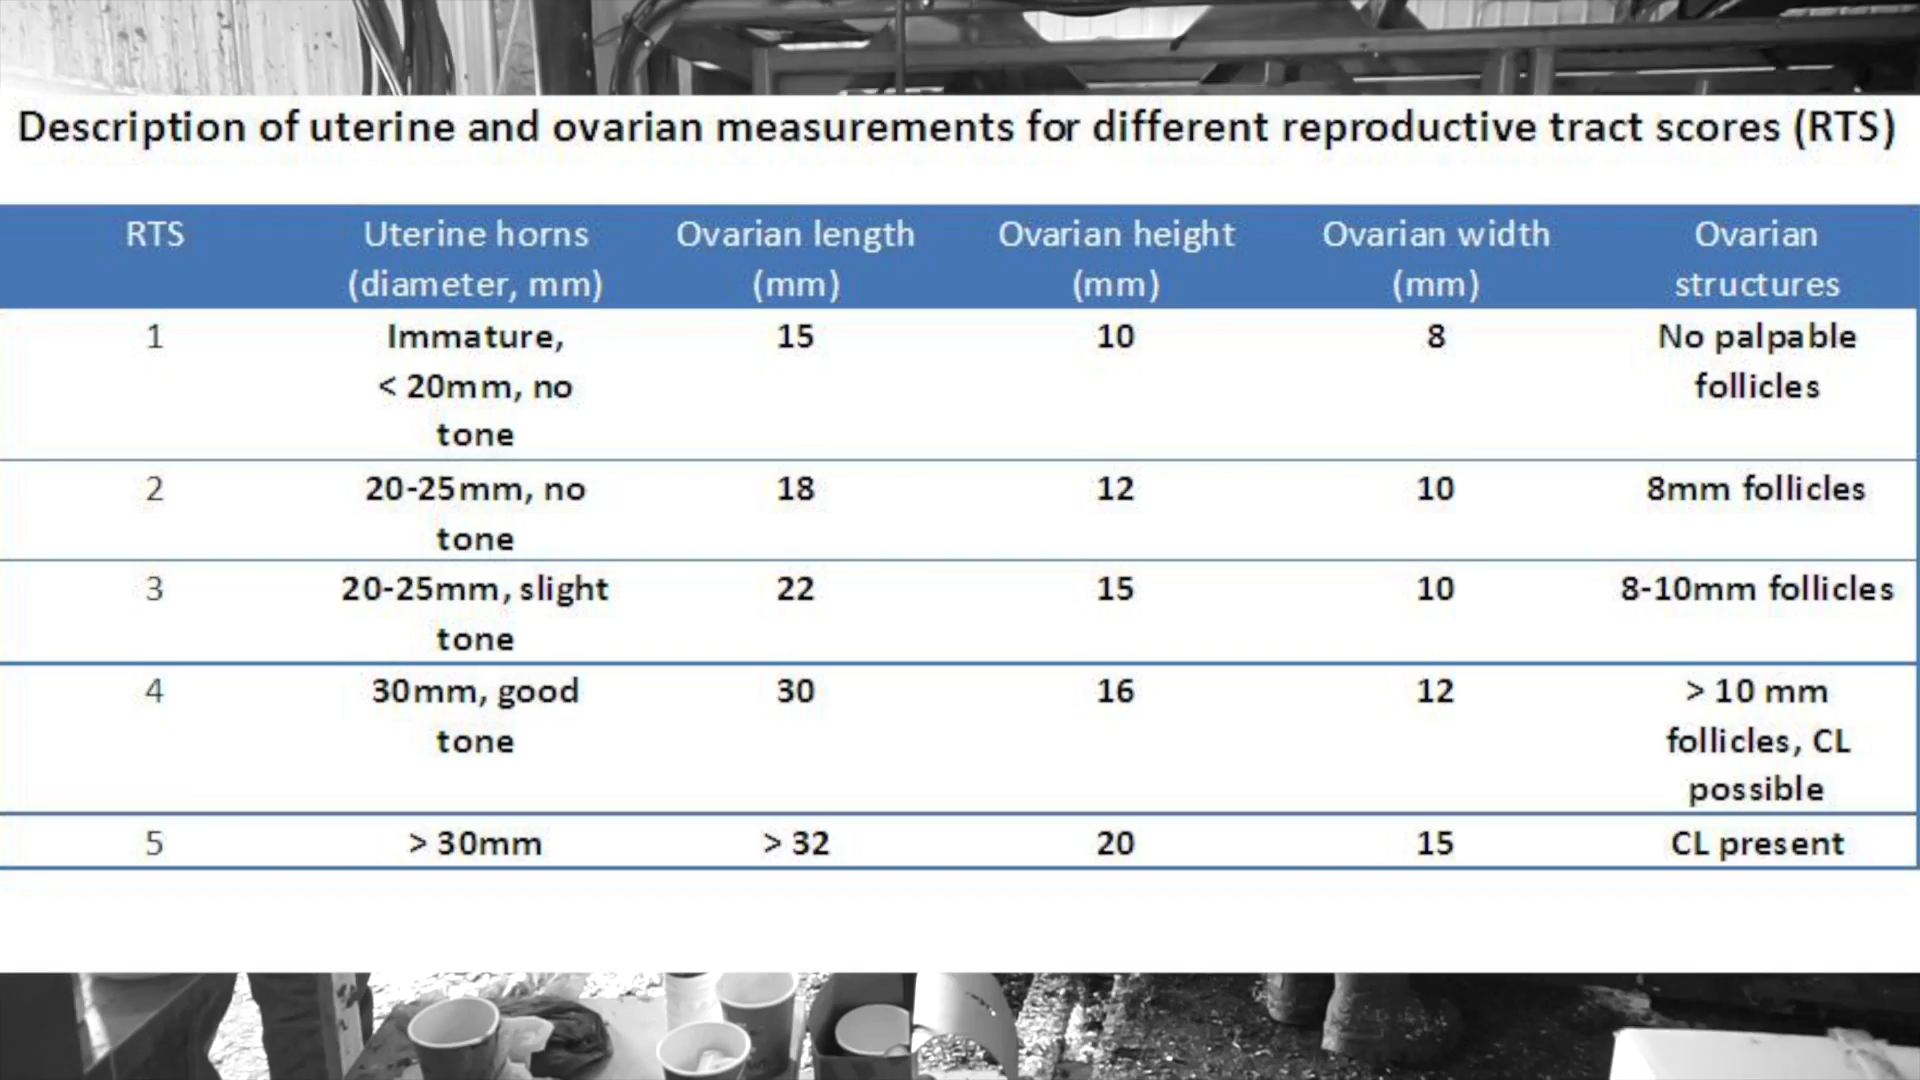 Description of uterine and ovarian measurements for different reproductive tract scores (RTS)
RTS Uterine horns (diameter, mm) Ovarian length (mm) Ovarian height (mm) Ovarian width (mm) Ovarian structures
1 Immature, < 20mm, no tone 15 10 8 No palpable follicles
2 20-25mm, no tone 18 12 10 8mm follicles
3 20-25mm, slight tone 22 15 10 8-10mm follicles
4 30mm, good tone 30 16 12 > 10 mm follicles, CL possible
5 > 30mm > 32 20 15 CL present